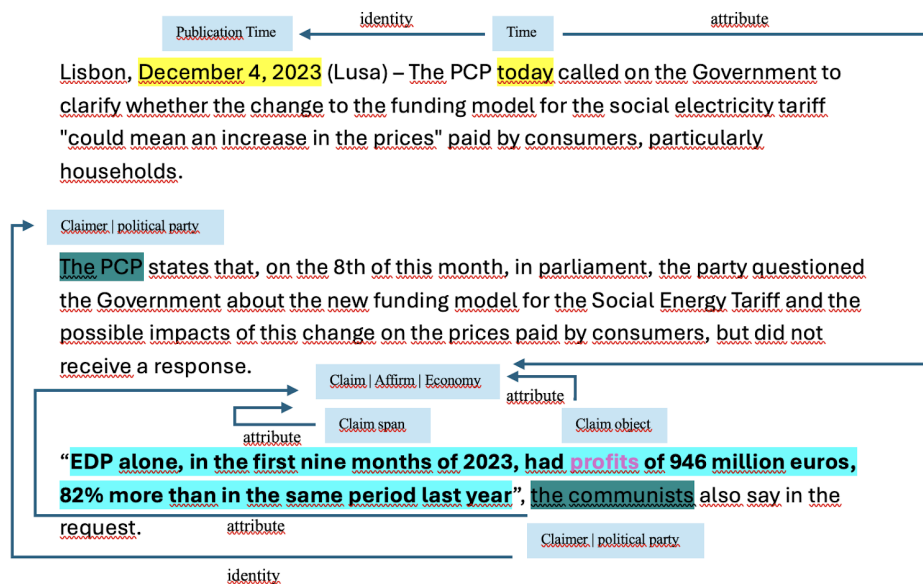 identity
attribute
Publication Time
Time
Lisbon, December 4, 2023 (Lusa) – The PCP today called on the Government to
clarify whether the change to the funding model for the social electricity tariff
"could mean an increase in the prices" paid by consumers, particularly
households.
Claimer | political party
The PCP states that, on the 8th of this month, in parliament, the party questioned
the Government about the new funding model for the Social Energy Tariff and the
possible impacts of this change on the prices paid by consumers, but did not
receive a response.
Claim | Affirm | Economy
attribute
Claim span
Claim object
attribute
“EDP alone, in the first nine months of 2023, had profits of 946 million euros,
82% more than in the same period last year”, the communists also say in the
request.
attribute
Claimer | political party
identity